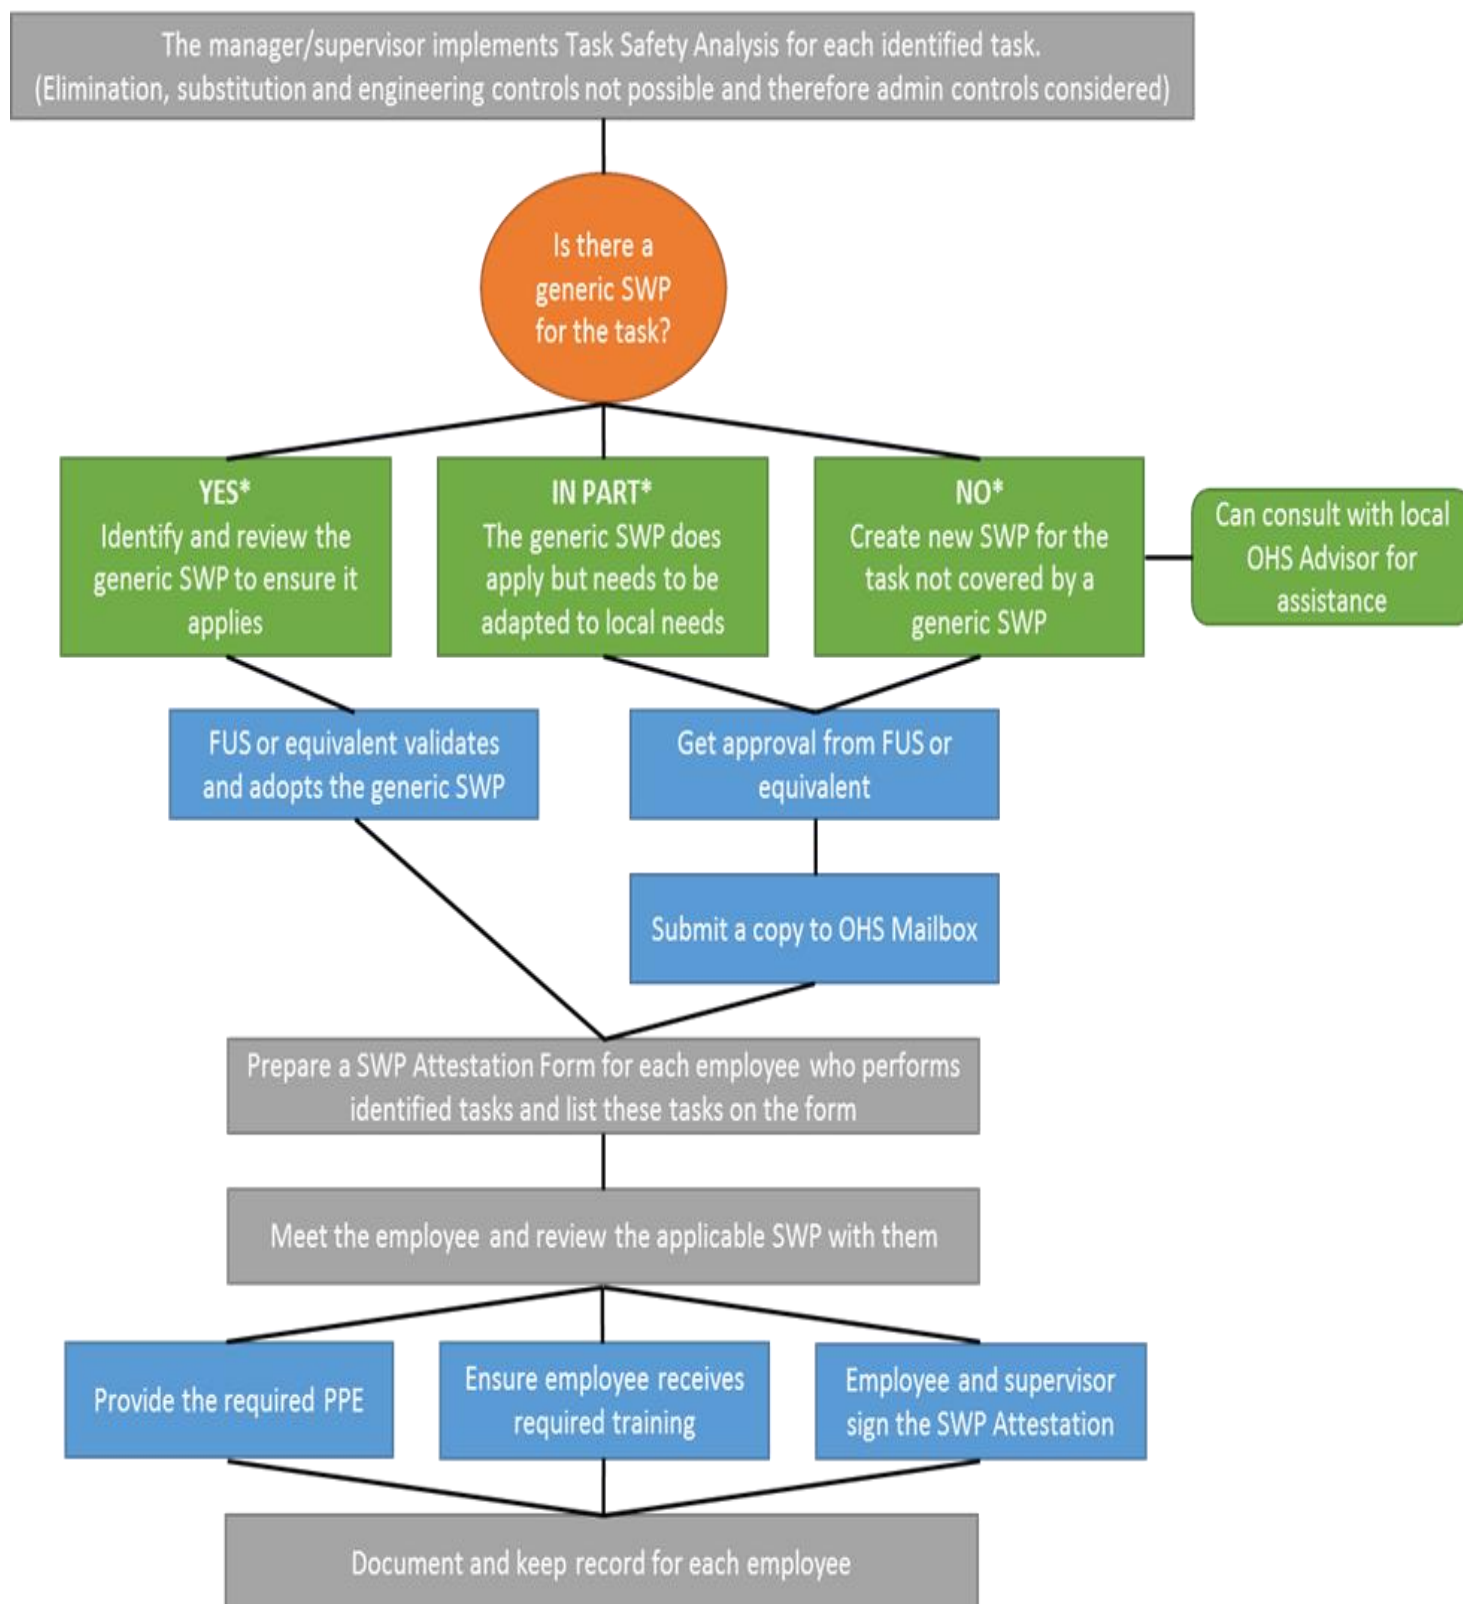 The manager/supervisor implements Task Safety Analysis for each identified task.
(Elimination, substitution and engineering controls not possible and therefore admin controls considered)
Is there a
generic SWP
for the task?
YES*
Identify and review the
generic SWP to ensure it
applies
IN PART*
The generic SWP does
apply but needs to be
adapted to local needs
NO*
Create new SWP for the
task not covered by a
generic SWP
Can consult with local
OHS Advisor for
assistance
FUS or equivalent validates
and adopts the generic SWP
Get approval from FUS or
equivalent
Submit a copy to OHS Mailbox
Prepare a SWP Attestation Form for each employee who performs
identified tasks and list these tasks on the form
Meet the employee and review the applicable SWP with them
Provide the required PPE
Ensure employee receives
required training
Employee and supervisor
sign the SWP Attestation
Document and keep record for each employee